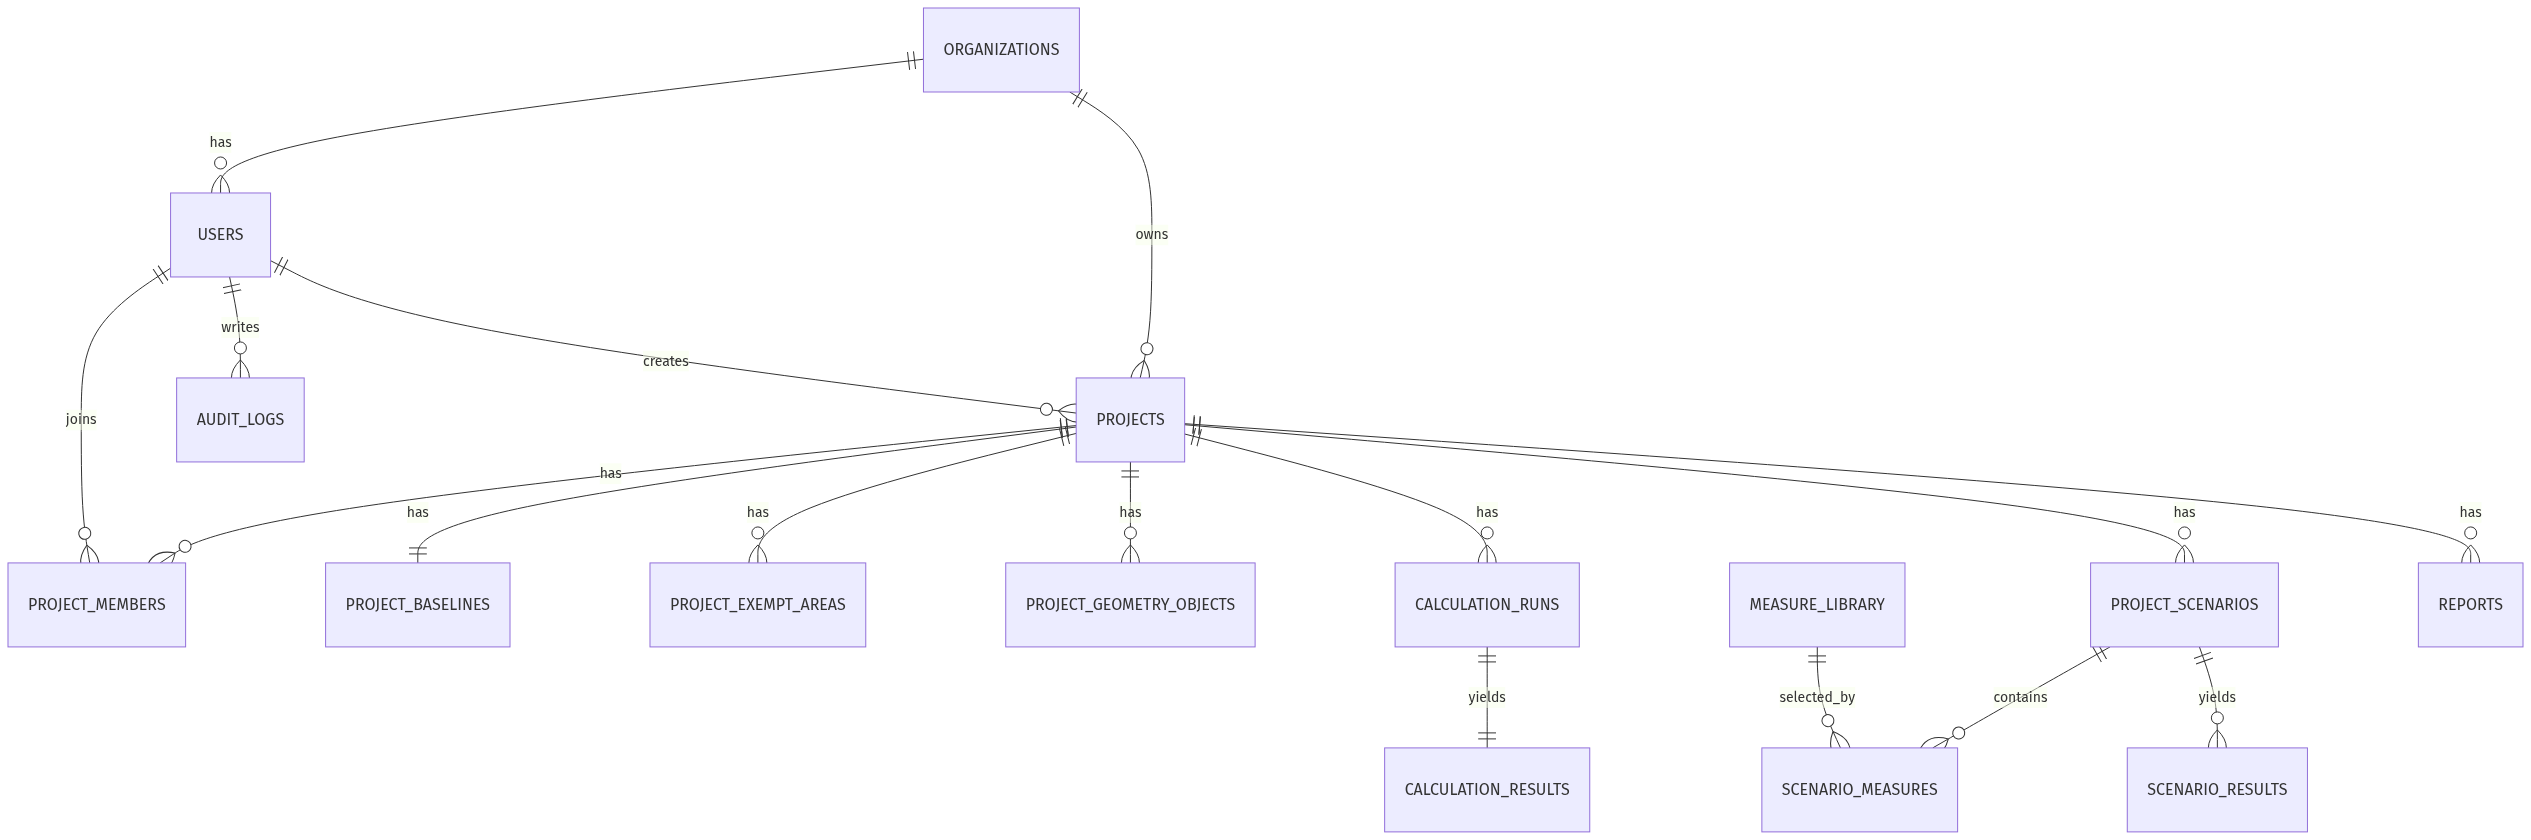 ORGANIZATIONS
has
USERS
owns
writes
creates
joins
AUDIT_LOGS
PROJECTS
has
has
has
has
has
has
has
PROJECT_MEMBERS
PROJECT_BASELINES
PROJECT_EXEMPT_AREAS
PROJECT_GEOMETRY_OBJECTS
CALCULATION_RUNS
MEASURE_LIBRARY
PROJECT_SCENARIOS
REPORTS
yields
selected_by
contains
yields
CALCULATION_RESULTS
SCENARIO_MEASURES
SCENARIO_RESULTS